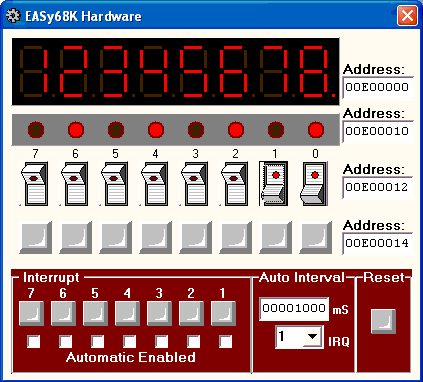 EASy68K Hardware
12345678.
Address:
00E00000
Address:
00E00010
7 6 5 4 3 2 1 0
Address:
00E00012
Address:
00E00014
Interrupt
Auto Interval
Reset
7 6 5 4 3 2 1
00001000 mS
1 IRQ
Automatic Enabled